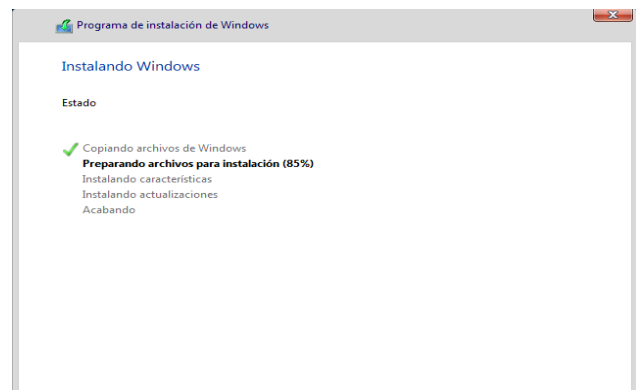 Programa de instalación de Windows
Instalando Windows
Estado
Copiando archivos de Windows
Preparando archivos para instalación (85%)
Instalando características
Instalando actualizaciones
Acabando